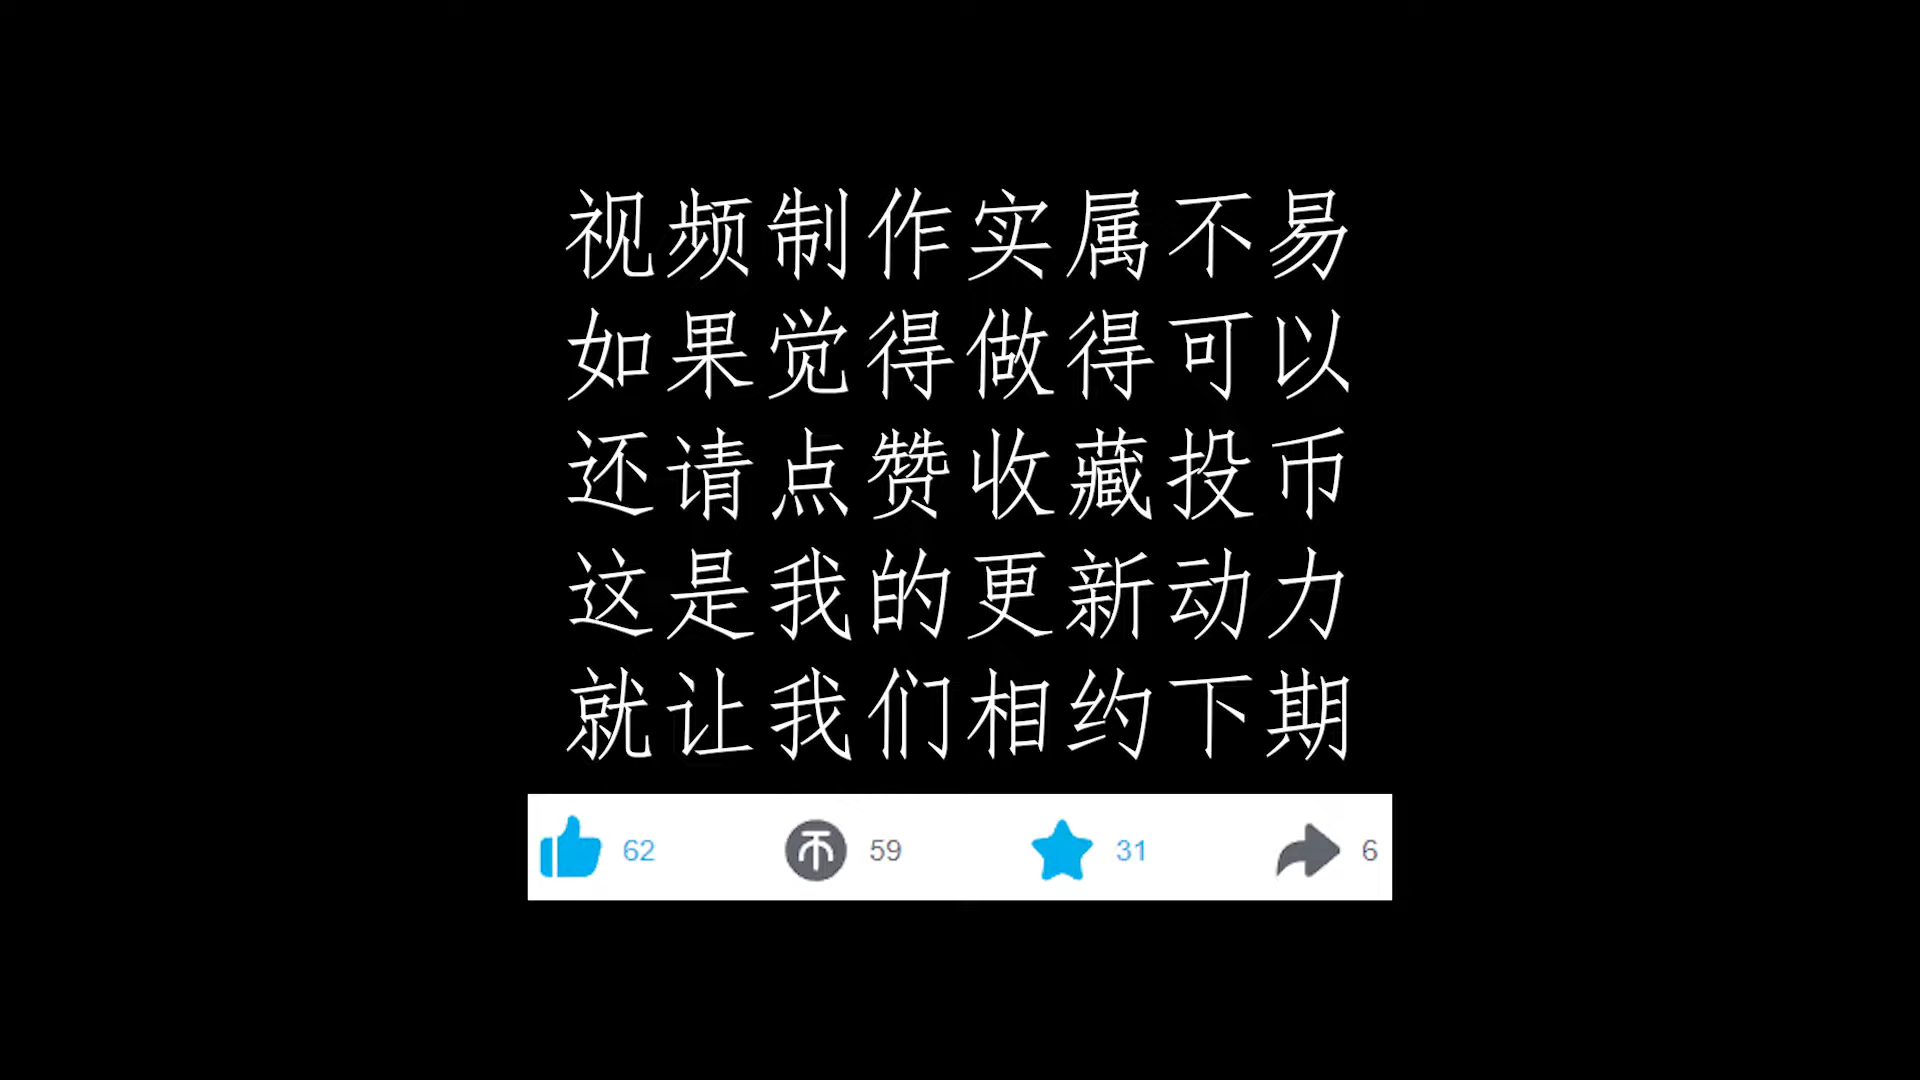 视频制作实属不易
如果觉得做得可以
还请点赞收藏投币
这是我的更新动力
就让我们相约下期
62 59 31 6